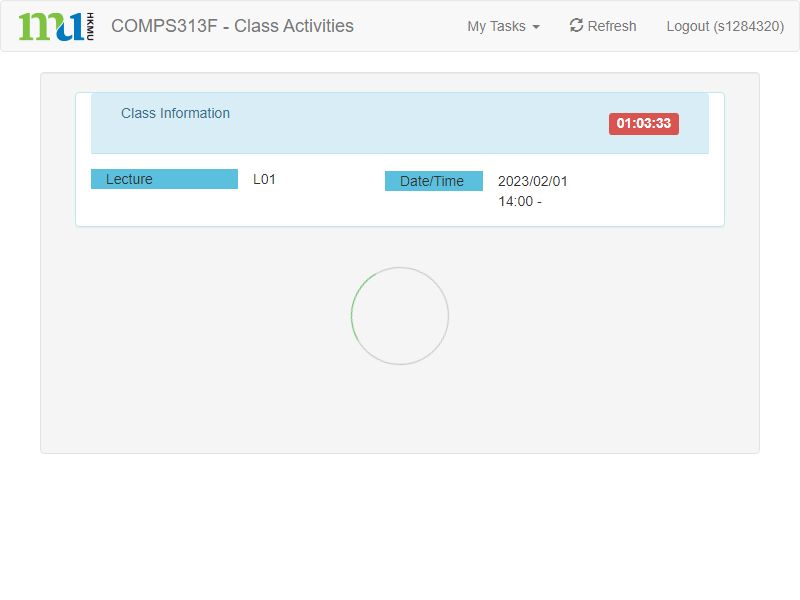 mu HKMU COMPS313F - Class Activities My Tasks Refresh Logout (s1284320)
Class Information
01:03:33
Lecture L01 Date/Time 2023/02/01
14:00 -